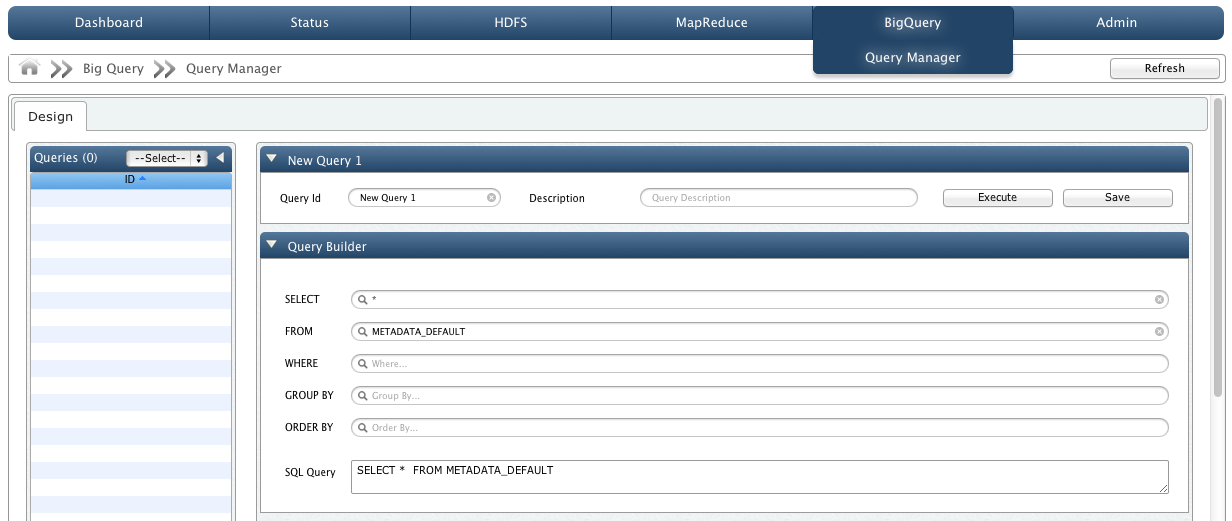 Dashboard Status HDFS MapReduce BigQuery Admin
Query Manager
Big Query Query Manager Refresh
Design
Queries (0) --Select--
ID
New Query 1
Query Id New Query 1 Description Query Description Execute Save
Query Builder
SELECT *
FROM METADATA_DEFAULT
WHERE Where...
GROUP BY Group By...
ORDER BY Order By...
SQL Query SELECT *  FROM METADATA_DEFAULT